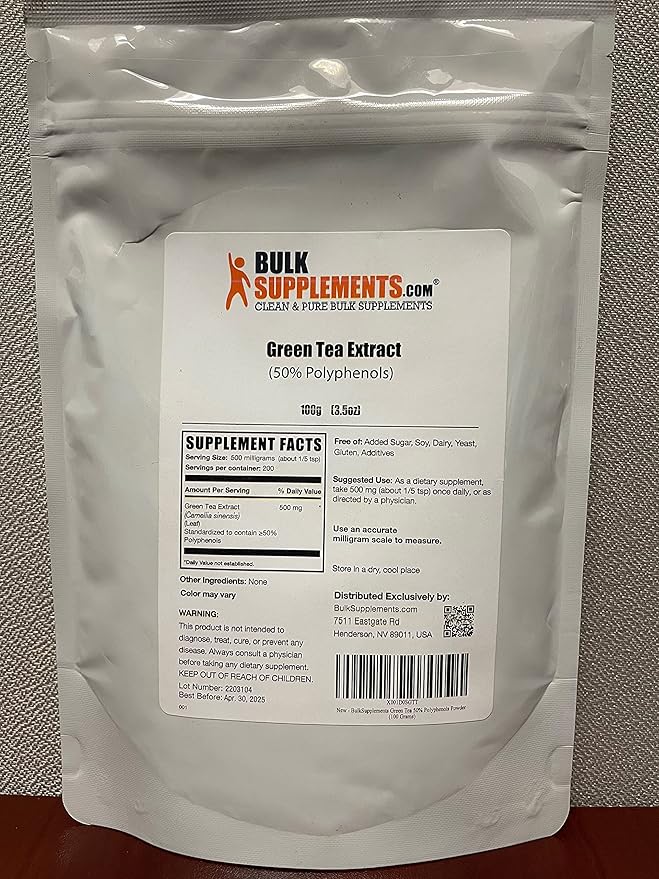 BULK
SUPPLEMENTS.COM®
CLEAN & PURE BULK SUPPLEMENTS
Green Tea Extract
(50% Polyphenols)
100g (3.5oz)
SUPPLEMENT FACTS
Serving Size: 500 milligrams (about 1/5 tsp)
Servings per container: 200
Amount Per Serving % Daily Value
Green Tea Extract 500 mg *
(Camellia sinensis)
(Leaf)
Standardized to contain ≥50%
Polyphenols
*Daily Value not established.
Other Ingredients: None
Color may vary
WARNING:
This product is not intended to
diagnose, treat, cure, or prevent any
disease. Always consult a physician
before taking any dietary supplement.
KEEP OUT OF REACH OF CHILDREN.
Lot Number: 2203104
Best Before: Apr. 30, 2025
001
Free of: Added Sugar, Soy, Dairy, Yeast,
Gluten, Additives
Suggested Use: As a dietary supplement,
take 500 mg (about 1/5 tsp) once daily, or as
directed by a physician.
Use an accurate
milligram scale to measure.
Store in a dry, cool place
Distributed Exclusively by:
BulkSupplements.com
7511 Eastgate Rd
Henderson, NV 89011, USA
New - BulkSupplements Green Tea 50% Polyphenols Powder
(100 Grams)